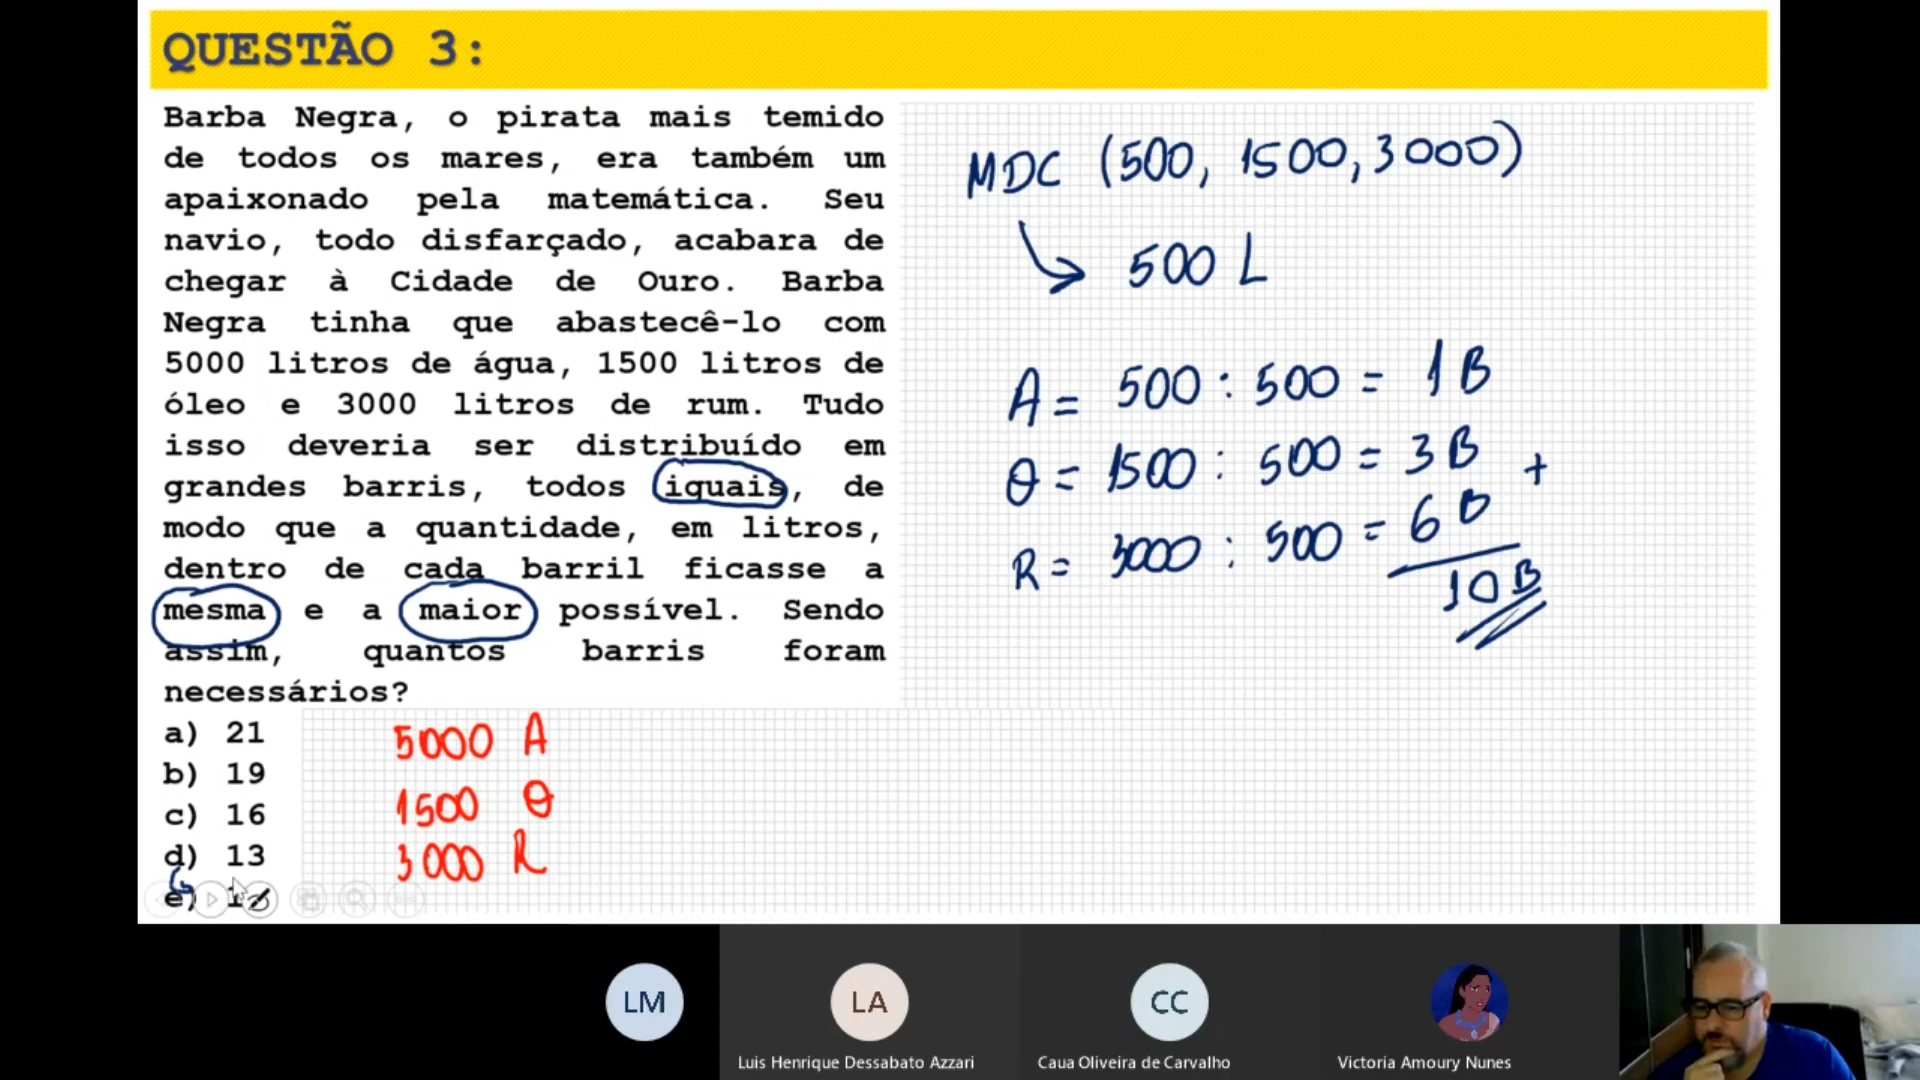 QUESTÃO 3:
Barba Negra, o pirata mais temido
de todos os mares, era também um
apaixonado pela matemática. Seu
navio, todo disfarçado, acabara de
chegar à Cidade de Ouro. Barba
Negra tinha que abastecê-lo com
5000 litros de água, 1500 litros de
óleo e 3000 litros de rum. Tudo
isso deveria ser distribuído em
grandes barris, todos iguais, de
modo que a quantidade, em litros,
dentro de cada barril ficasse a
mesma e a maior possível. Sendo
assim, quantos barris foram
necessários?
a) 21
b) 19
c) 16
d) 13
e)
5000 A
1500 O
3000 R
MDC (500, 1500, 3000)
500 L
A = 500 : 500 = 1 B
O = 1500 : 500 = 3 B +
R = 3000 : 500 = 6 B
10 B
LM
LA
CC
Luis Henrique Dessabato Azzari
Caua Oliveira de Carvalho
Victoria Amoury Nunes